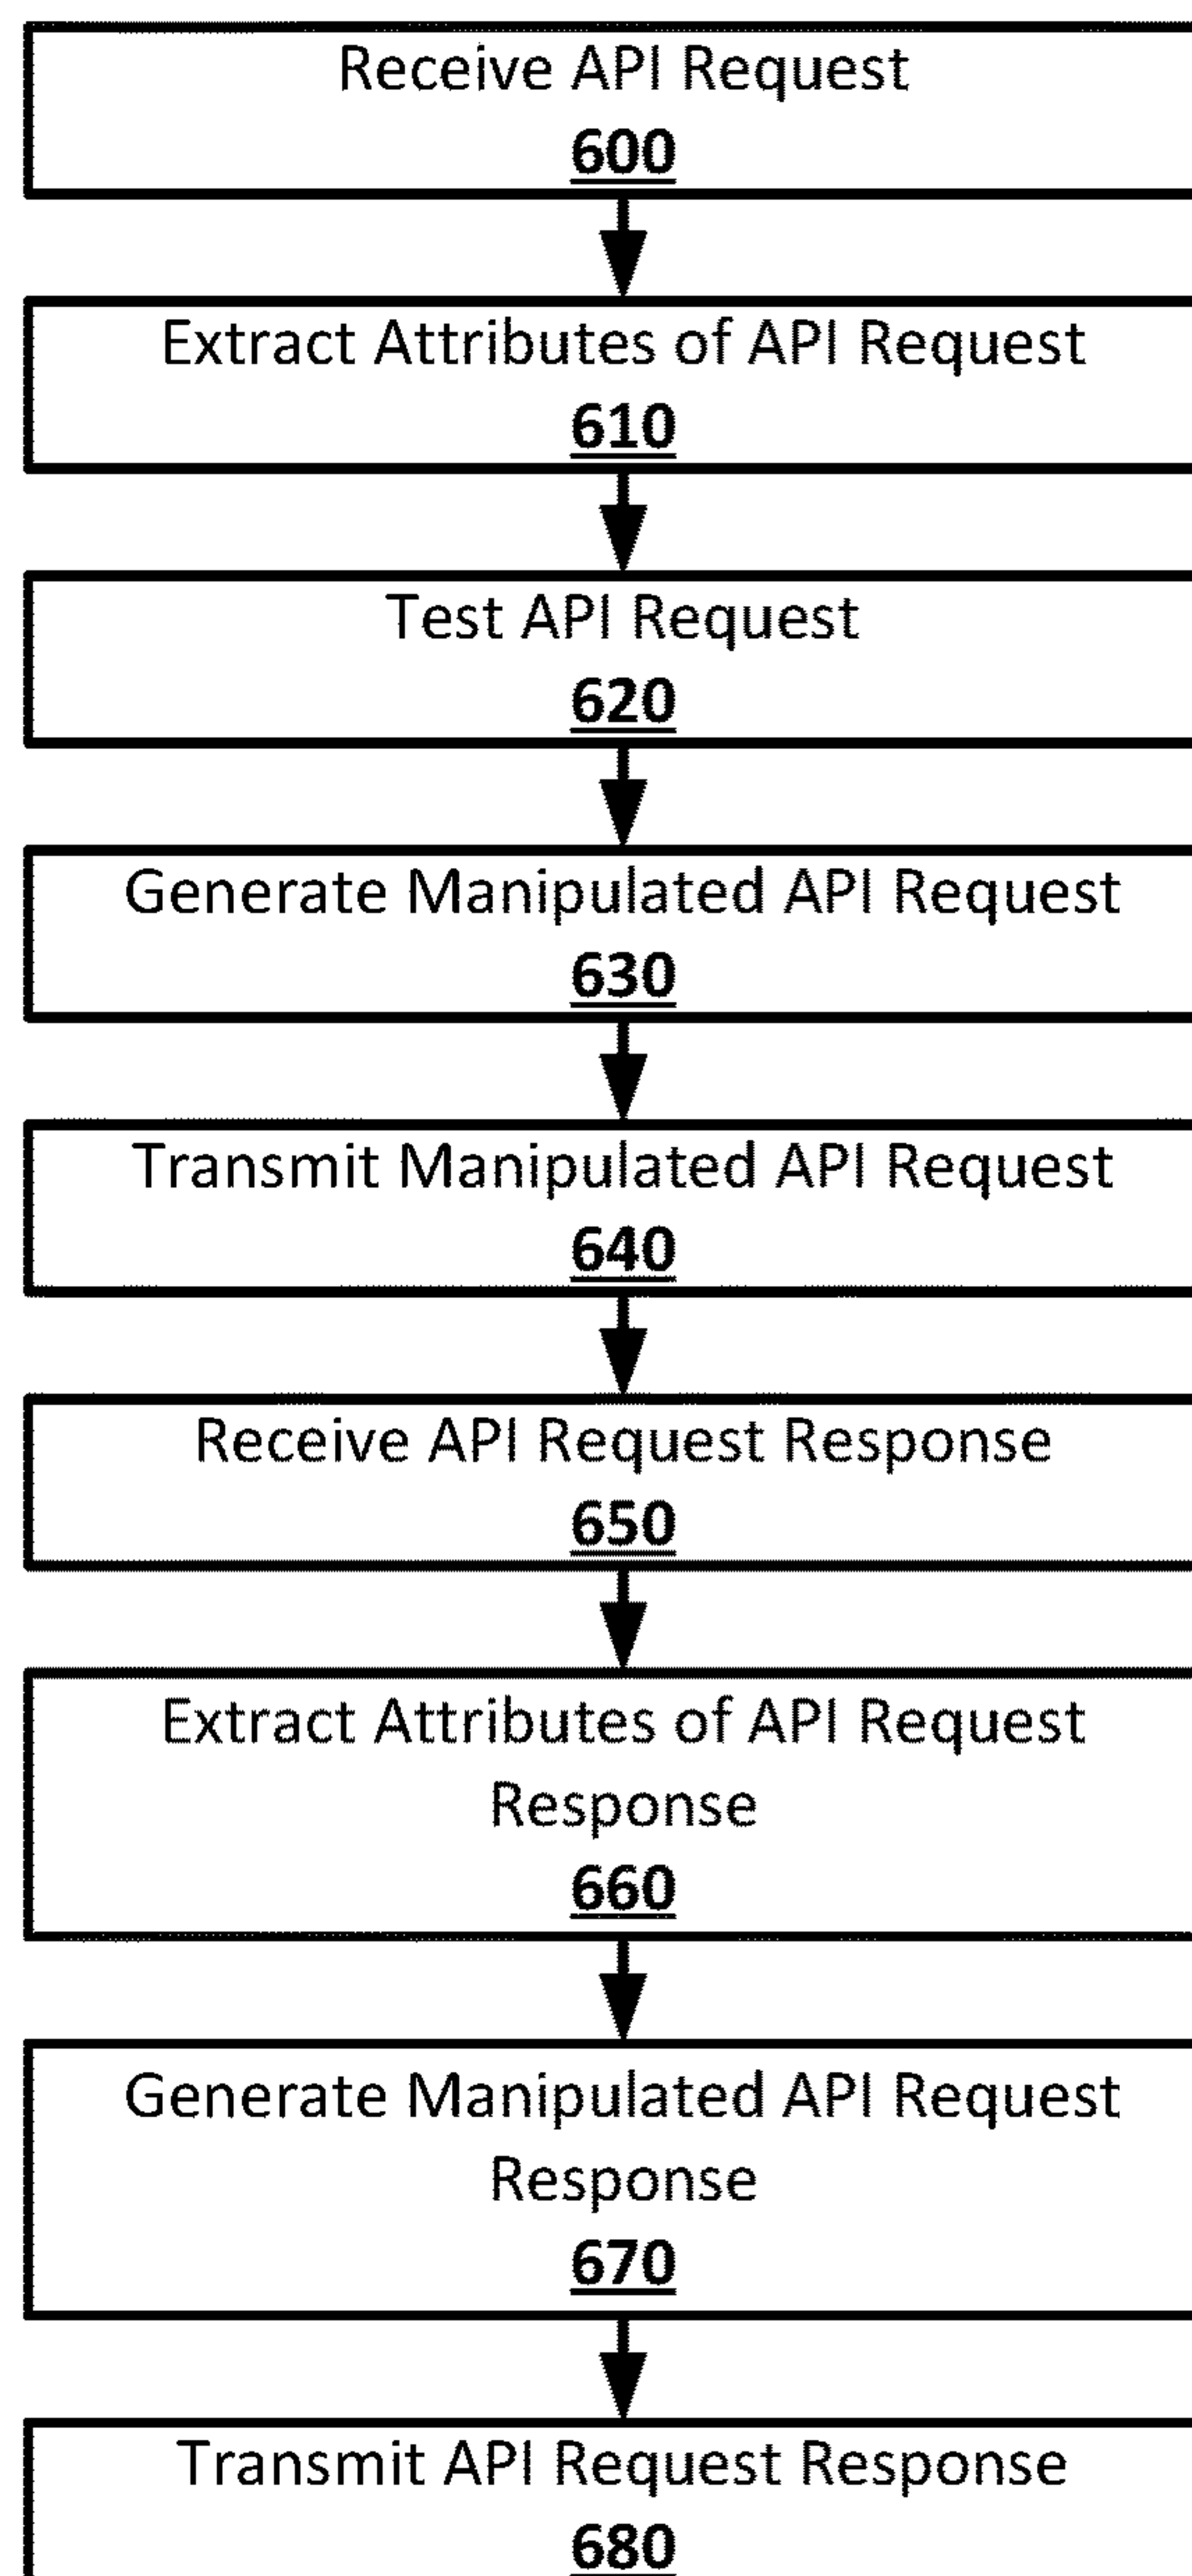 Receive API Request
600
Extract Attributes of API Request
610
Test API Request
620
Generate Manipulated API Request
630
Transmit Manipulated API Request
640
Receive API Request Response
650
Extract Attributes of API Request
Response
660
Generate Manipulated API Request
Response
670
Transmit API Request Response
680